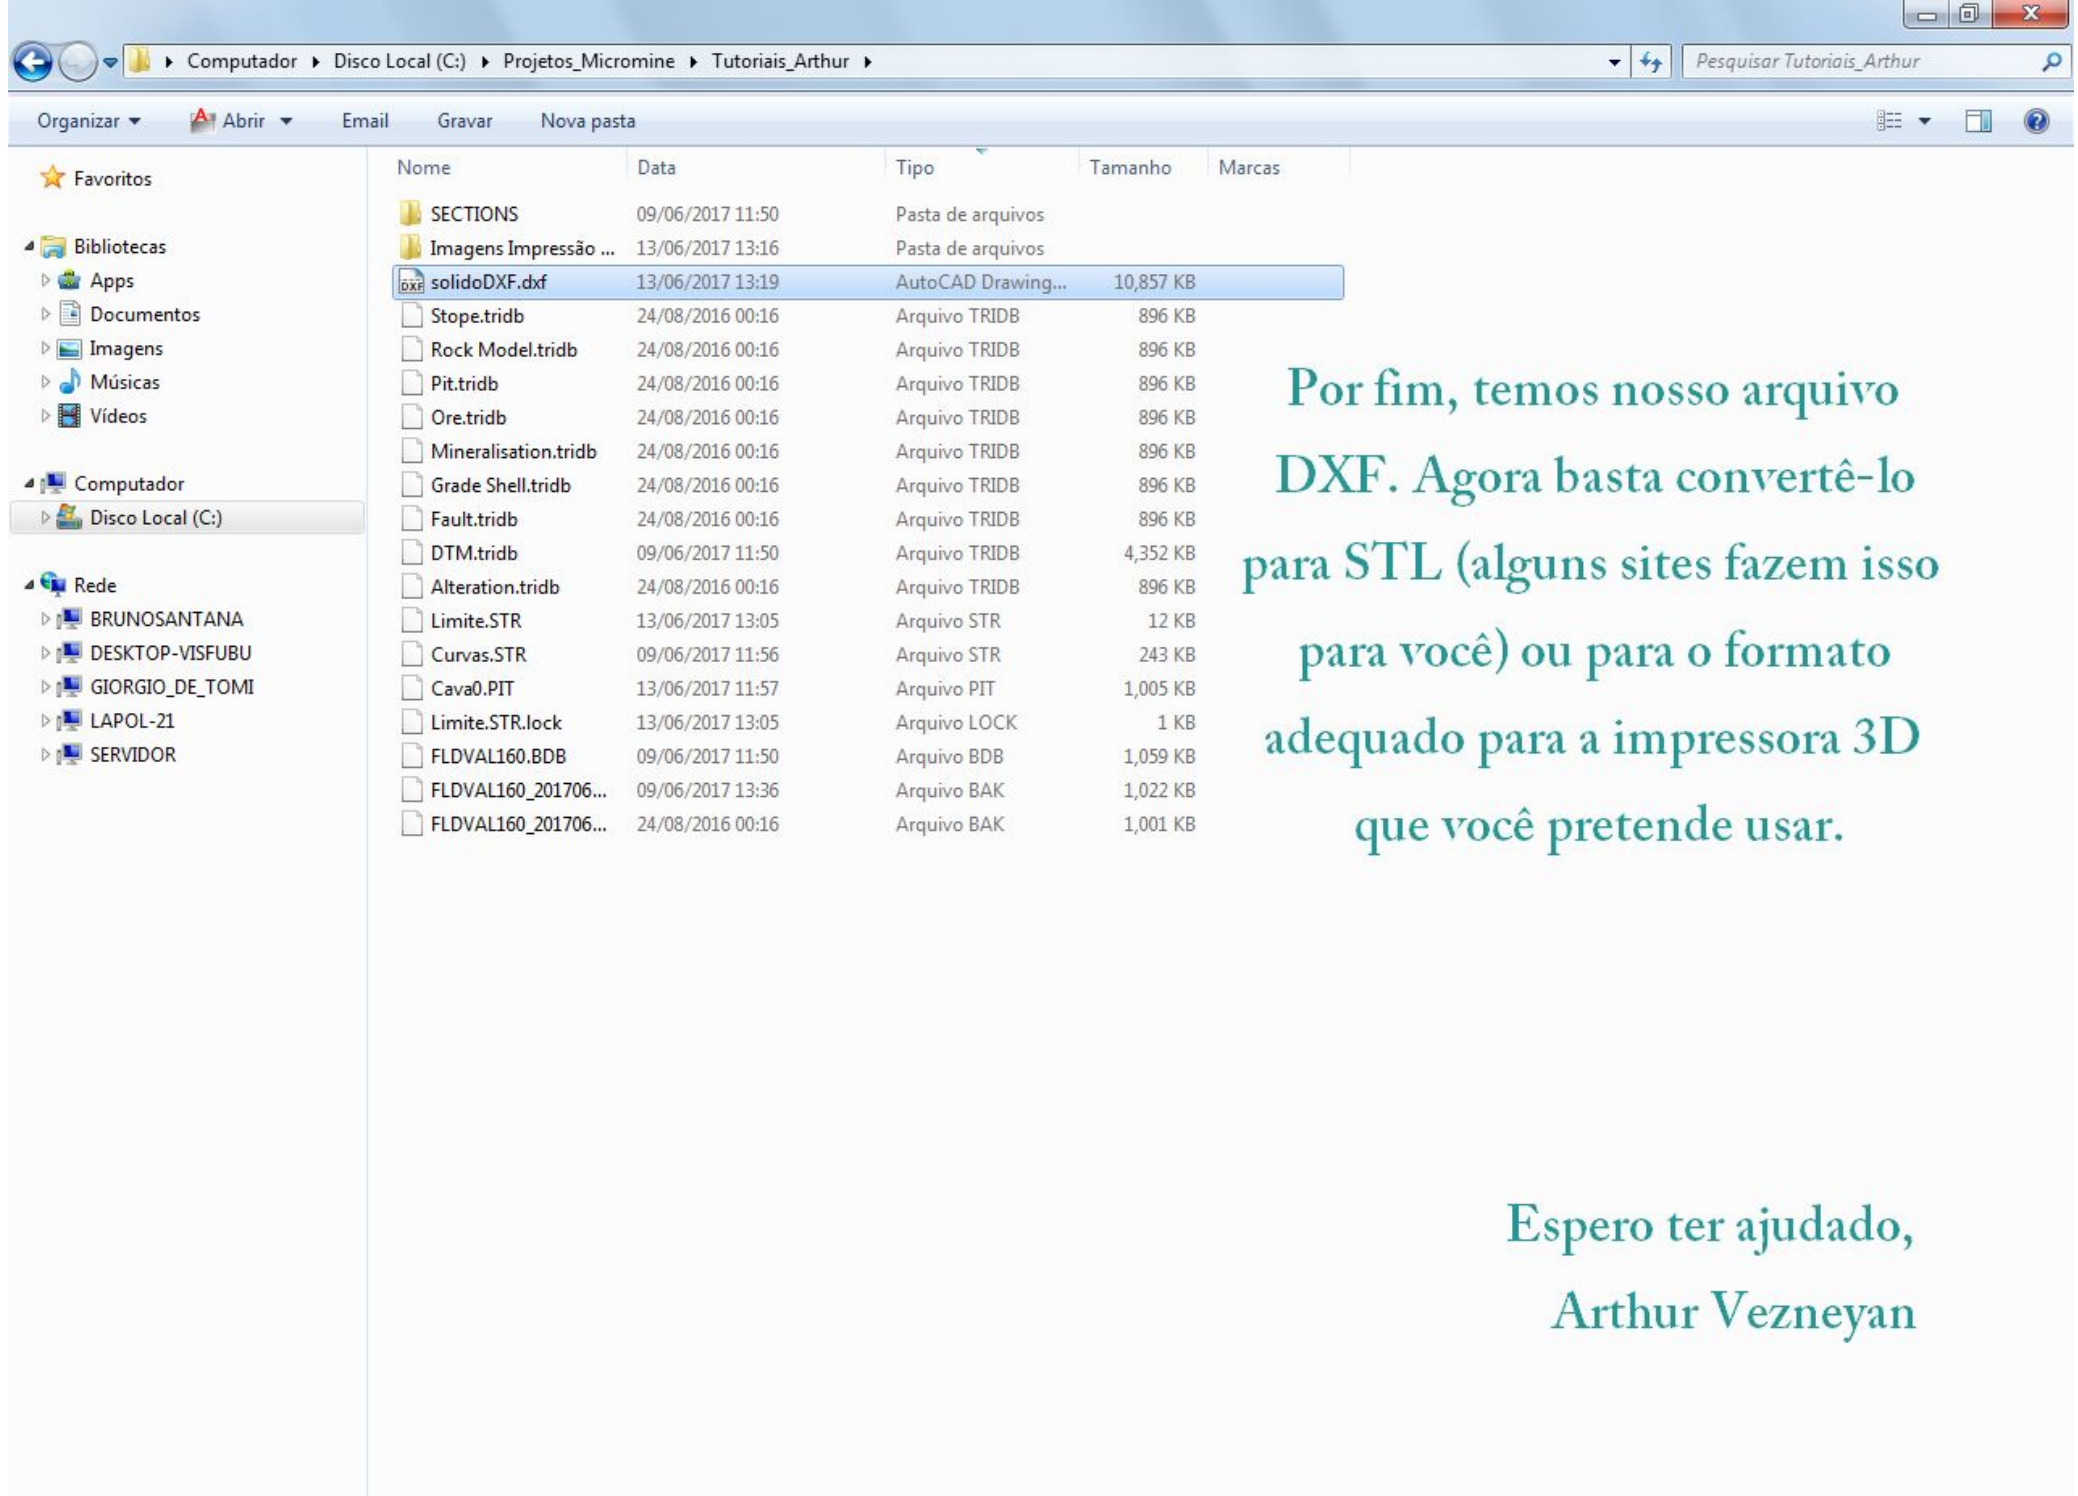 Computador ▸ Disco Local (C:) ▸ Projetos_Micromine ▸ Tutoriais_Arthur ▸
Pesquisar Tutoriais_Arthur
Organizar Abrir Email Gravar Nova pasta
Favoritos
Bibliotecas
Apps
Documentos
Imagens
Músicas
Vídeos
Computador
Disco Local (C:)
Rede
BRUNOSANTANA
DESKTOP-VISFUBU
GIORGIO_DE_TOMI
LAPOL-21
SERVIDOR
Nome Data Tipo Tamanho Marcas
SECTIONS 09/06/2017 11:50 Pasta de arquivos
Imagens Impressão ... 13/06/2017 13:16 Pasta de arquivos
DXF solidoDXF.dxf 13/06/2017 13:19 AutoCAD Drawing... 10,857 KB
Stope.tridb 24/08/2016 00:16 Arquivo TRIDB 896 KB
Rock Model.tridb 24/08/2016 00:16 Arquivo TRIDB 896 KB
Pit.tridb 24/08/2016 00:16 Arquivo TRIDB 896 KB
Ore.tridb 24/08/2016 00:16 Arquivo TRIDB 896 KB
Mineralisation.tridb 24/08/2016 00:16 Arquivo TRIDB 896 KB
Grade Shell.tridb 24/08/2016 00:16 Arquivo TRIDB 896 KB
Fault.tridb 24/08/2016 00:16 Arquivo TRIDB 896 KB
DTM.tridb 09/06/2017 11:50 Arquivo TRIDB 4,352 KB
Alteration.tridb 24/08/2016 00:16 Arquivo TRIDB 896 KB
Limite.STR 13/06/2017 13:05 Arquivo STR 12 KB
Curvas.STR 09/06/2017 11:56 Arquivo STR 243 KB
Cava0.PIT 13/06/2017 11:57 Arquivo PIT 1,005 KB
Limite.STR.lock 13/06/2017 13:05 Arquivo LOCK 1 KB
FLDVAL160.BDB 09/06/2017 11:50 Arquivo BDB 1,059 KB
FLDVAL160_201706... 09/06/2017 13:36 Arquivo BAK 1,022 KB
FLDVAL160_201706... 24/08/2016 00:16 Arquivo BAK 1,001 KB
Por fim, temos nosso arquivo
DXF. Agora basta convertê-lo
para STL (alguns sites fazem isso
para você) ou para o formato
adequado para a impressora 3D
que você pretende usar.
Espero ter ajudado,
Arthur Vezneyan